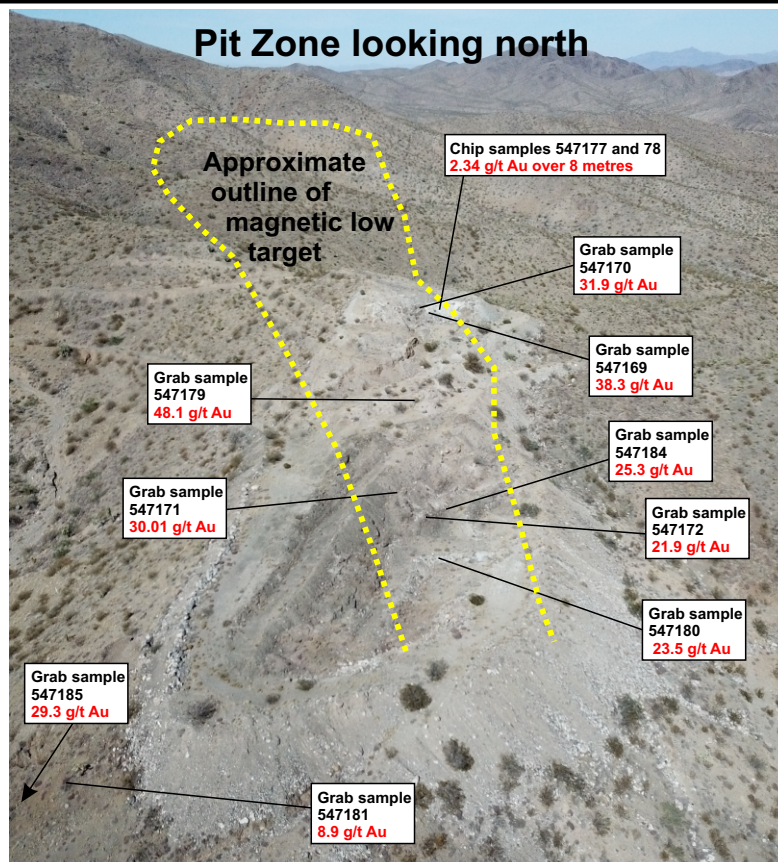 Pit Zone looking north
Approximate
outline of
magnetic low
target
Chip samples 547177 and 78
2.34 g/t Au over 8 metres
Grab sample
547170
31.9 g/t Au
Grab sample
547169
38.3 g/t Au
Grab sample
547179
48.1 g/t Au
Grab sample
547184
25.3 g/t Au
Grab sample
547171
30.01 g/t Au
Grab sample
547172
21.9 g/t Au
Grab sample
547180
23.5 g/t Au
Grab sample
547185
29.3 g/t Au
Grab sample
547181
8.9 g/t Au